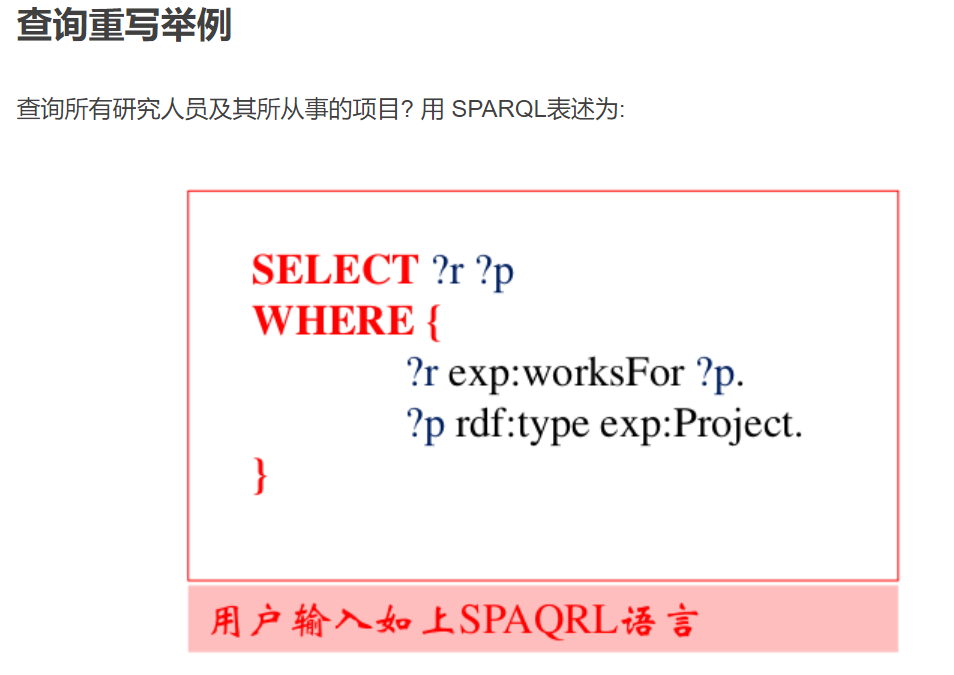 查询重写举例
查询所有研究人员及其所从事的项目? 用 SPARQL表述为:
SELECT ?r ?p
WHERE {
?r exp:worksFor ?p.
?p rdf:type exp:Project.
}
用户输入如上SPAQRL语言